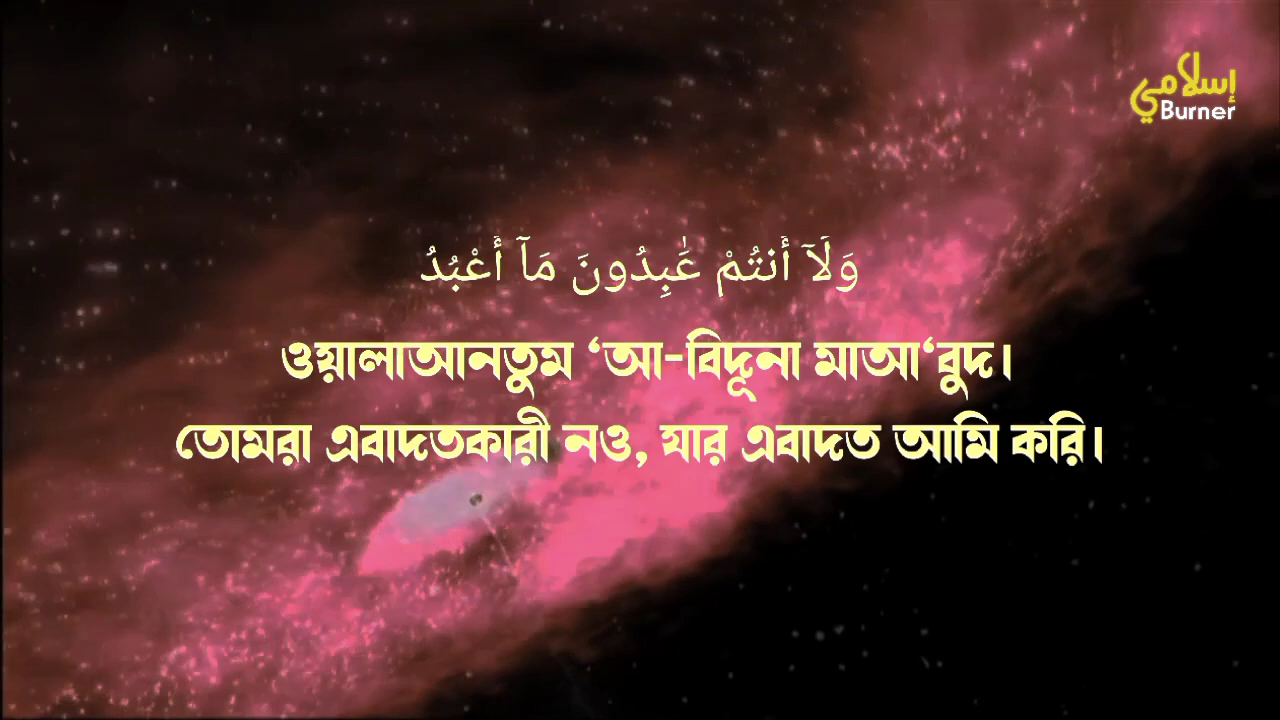 إسلامي
Burner
وَلَآ أَنتُمْ عَٰبِدُونَ مَآ أَعْبُدُ
ওয়ালাআনতুম ‘আ-বিদূনা মাআ‘বুদ।
তোমরা এবাদতকারী নও, যার এবাদত আমি করি।